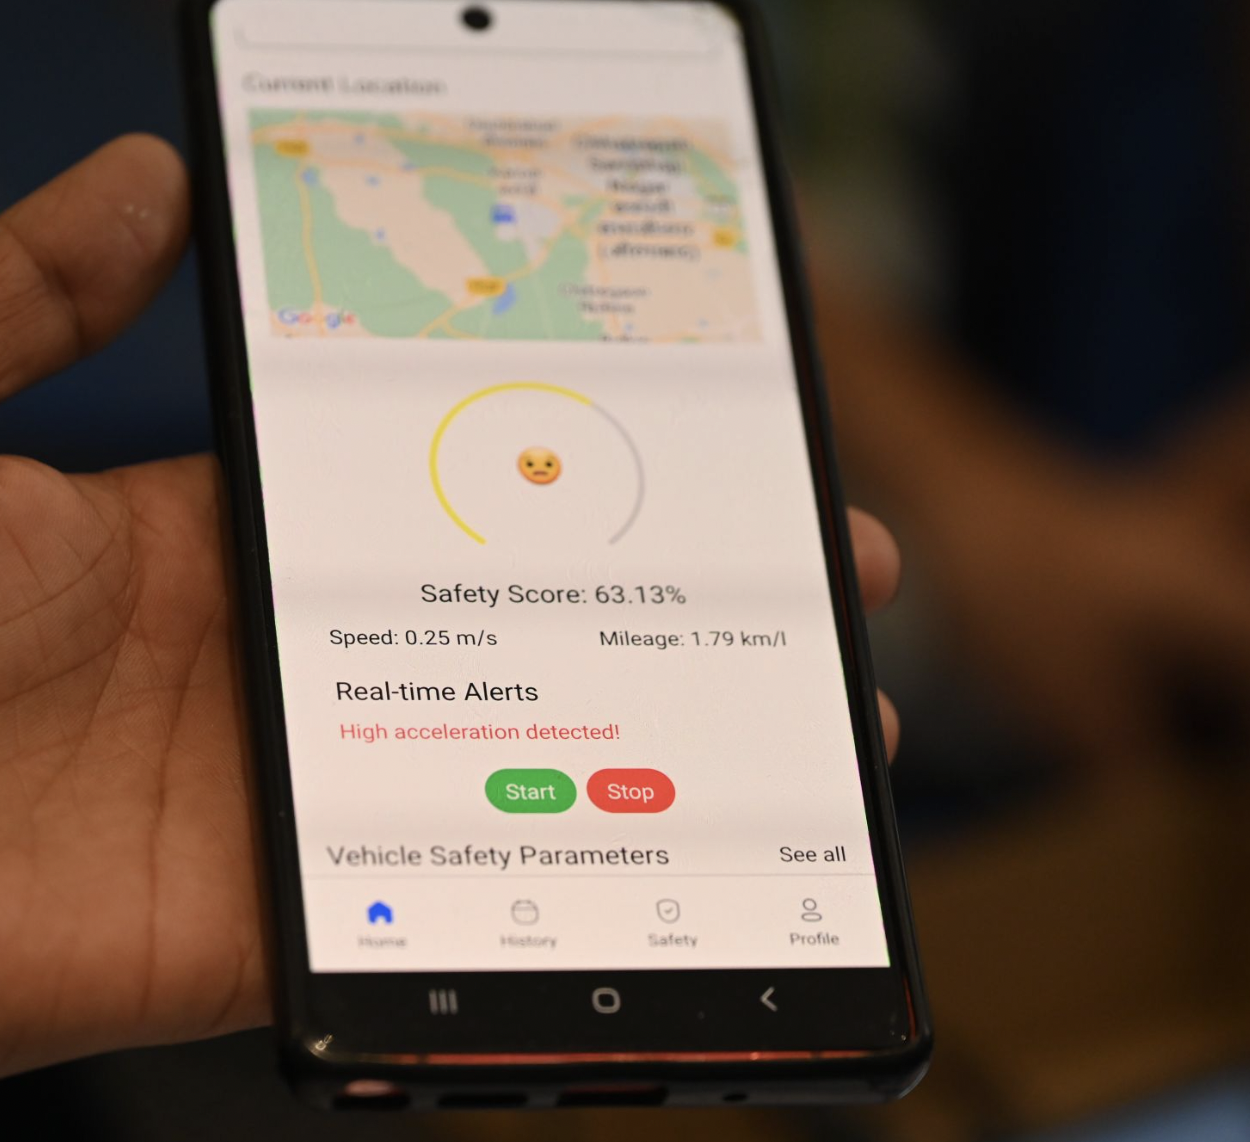 Current Location
Google
Safety Score: 63.13%
Speed: 0.25 m/s
Mileage: 1.79 km/l
Real-time Alerts
High acceleration detected!
Start
Stop
Vehicle Safety Parameters
See all
Home
History
Safety
Profile